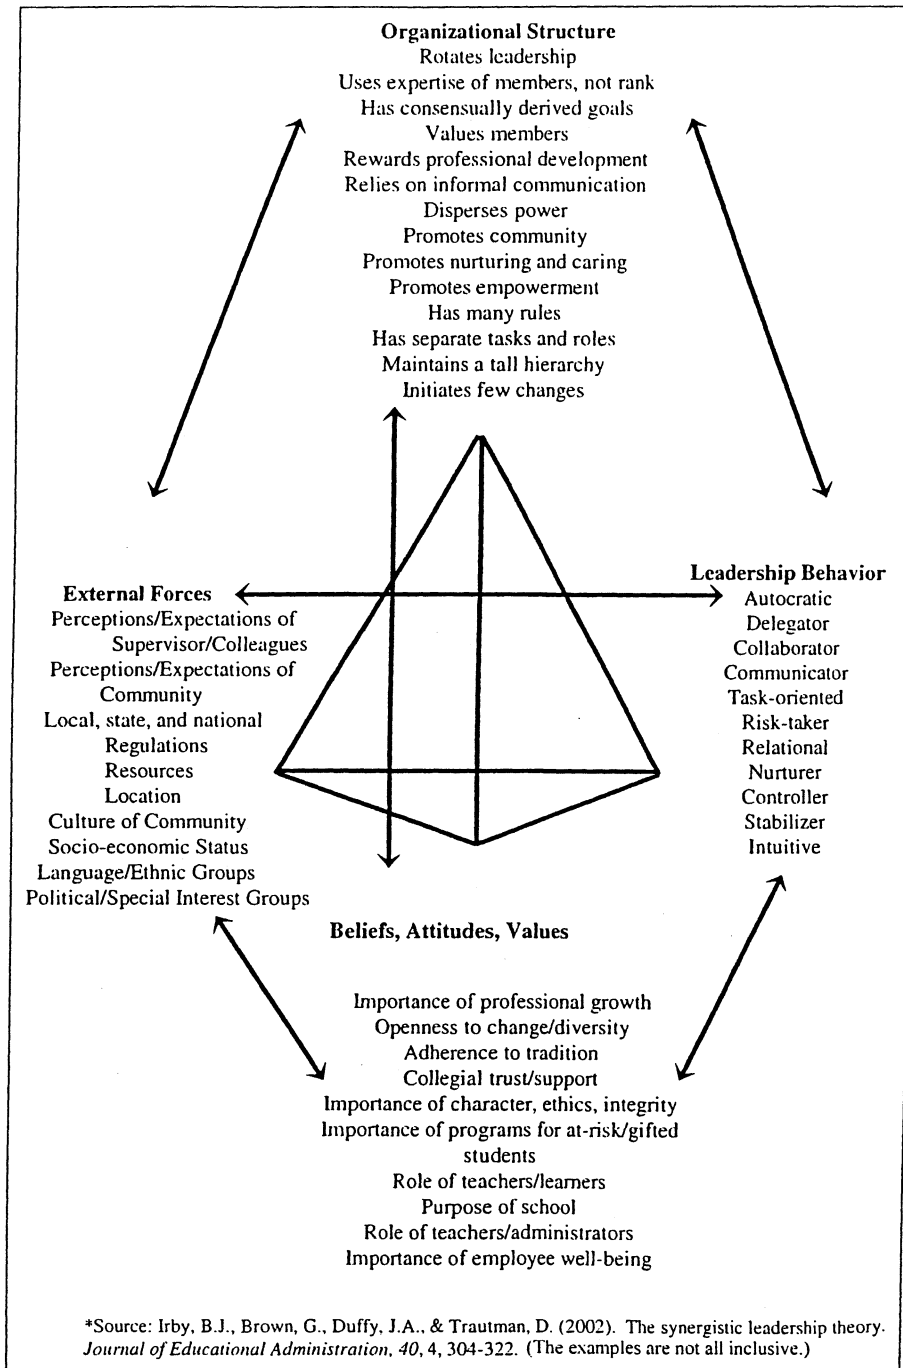 Organizational Structure
Rotates leadership
Uses expertise of members, not rank
Has consensually derived goals
Values members
Rewards professional development
Relies on informal communication
Disperses power
Promotes community
Promotes nurturing and caring
Promotes empowerment
Has many rules
Has separate tasks and roles
Maintains a tall hierarchy
Initiates few changes
External Forces
Perceptions/Expectations of
Supervisor/Colleagues
Perceptions/Expectations of
Community
Local, state, and national
Regulations
Resources
Location
Culture of Community
Socio-economic Status
Language/Ethnic Groups
Political/Special Interest Groups
Leadership Behavior
Autocratic
Delegator
Collaborator
Communicator
Task-oriented
Risk-taker
Relational
Nurturer
Controller
Stabilizer
Intuitive
Beliefs, Attitudes, Values
Importance of professional growth
Openness to change/diversity
Adherence to tradition
Collegial trust/support
Importance of character, ethics, integrity
Importance of programs for at-risk/gifted
students
Role of teachers/learners
Purpose of school
Role of teachers/administrators
Importance of employee well-being
*Source: Irby, B.J., Brown, G., Duffy, J.A., & Trautman, D. (2002). The synergistic leadership theory.
Journal of Educational Administration, 40, 4, 304-322. (The examples are not all inclusive.)